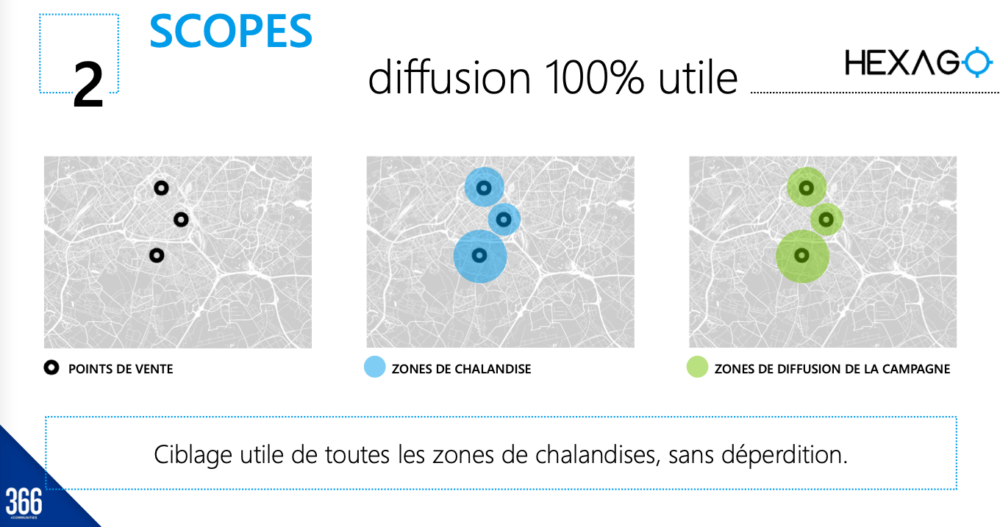 SCOPES
2
diffusion 100% utile
HEXAGO
POINTS DE VENTE
ZONES DE CHALANDISE
ZONES DE DIFFUSION DE LA CAMPAGNE
Ciblage utile de toutes les zones de chalandises, sans déperdition.
366
#COMMUNITIES